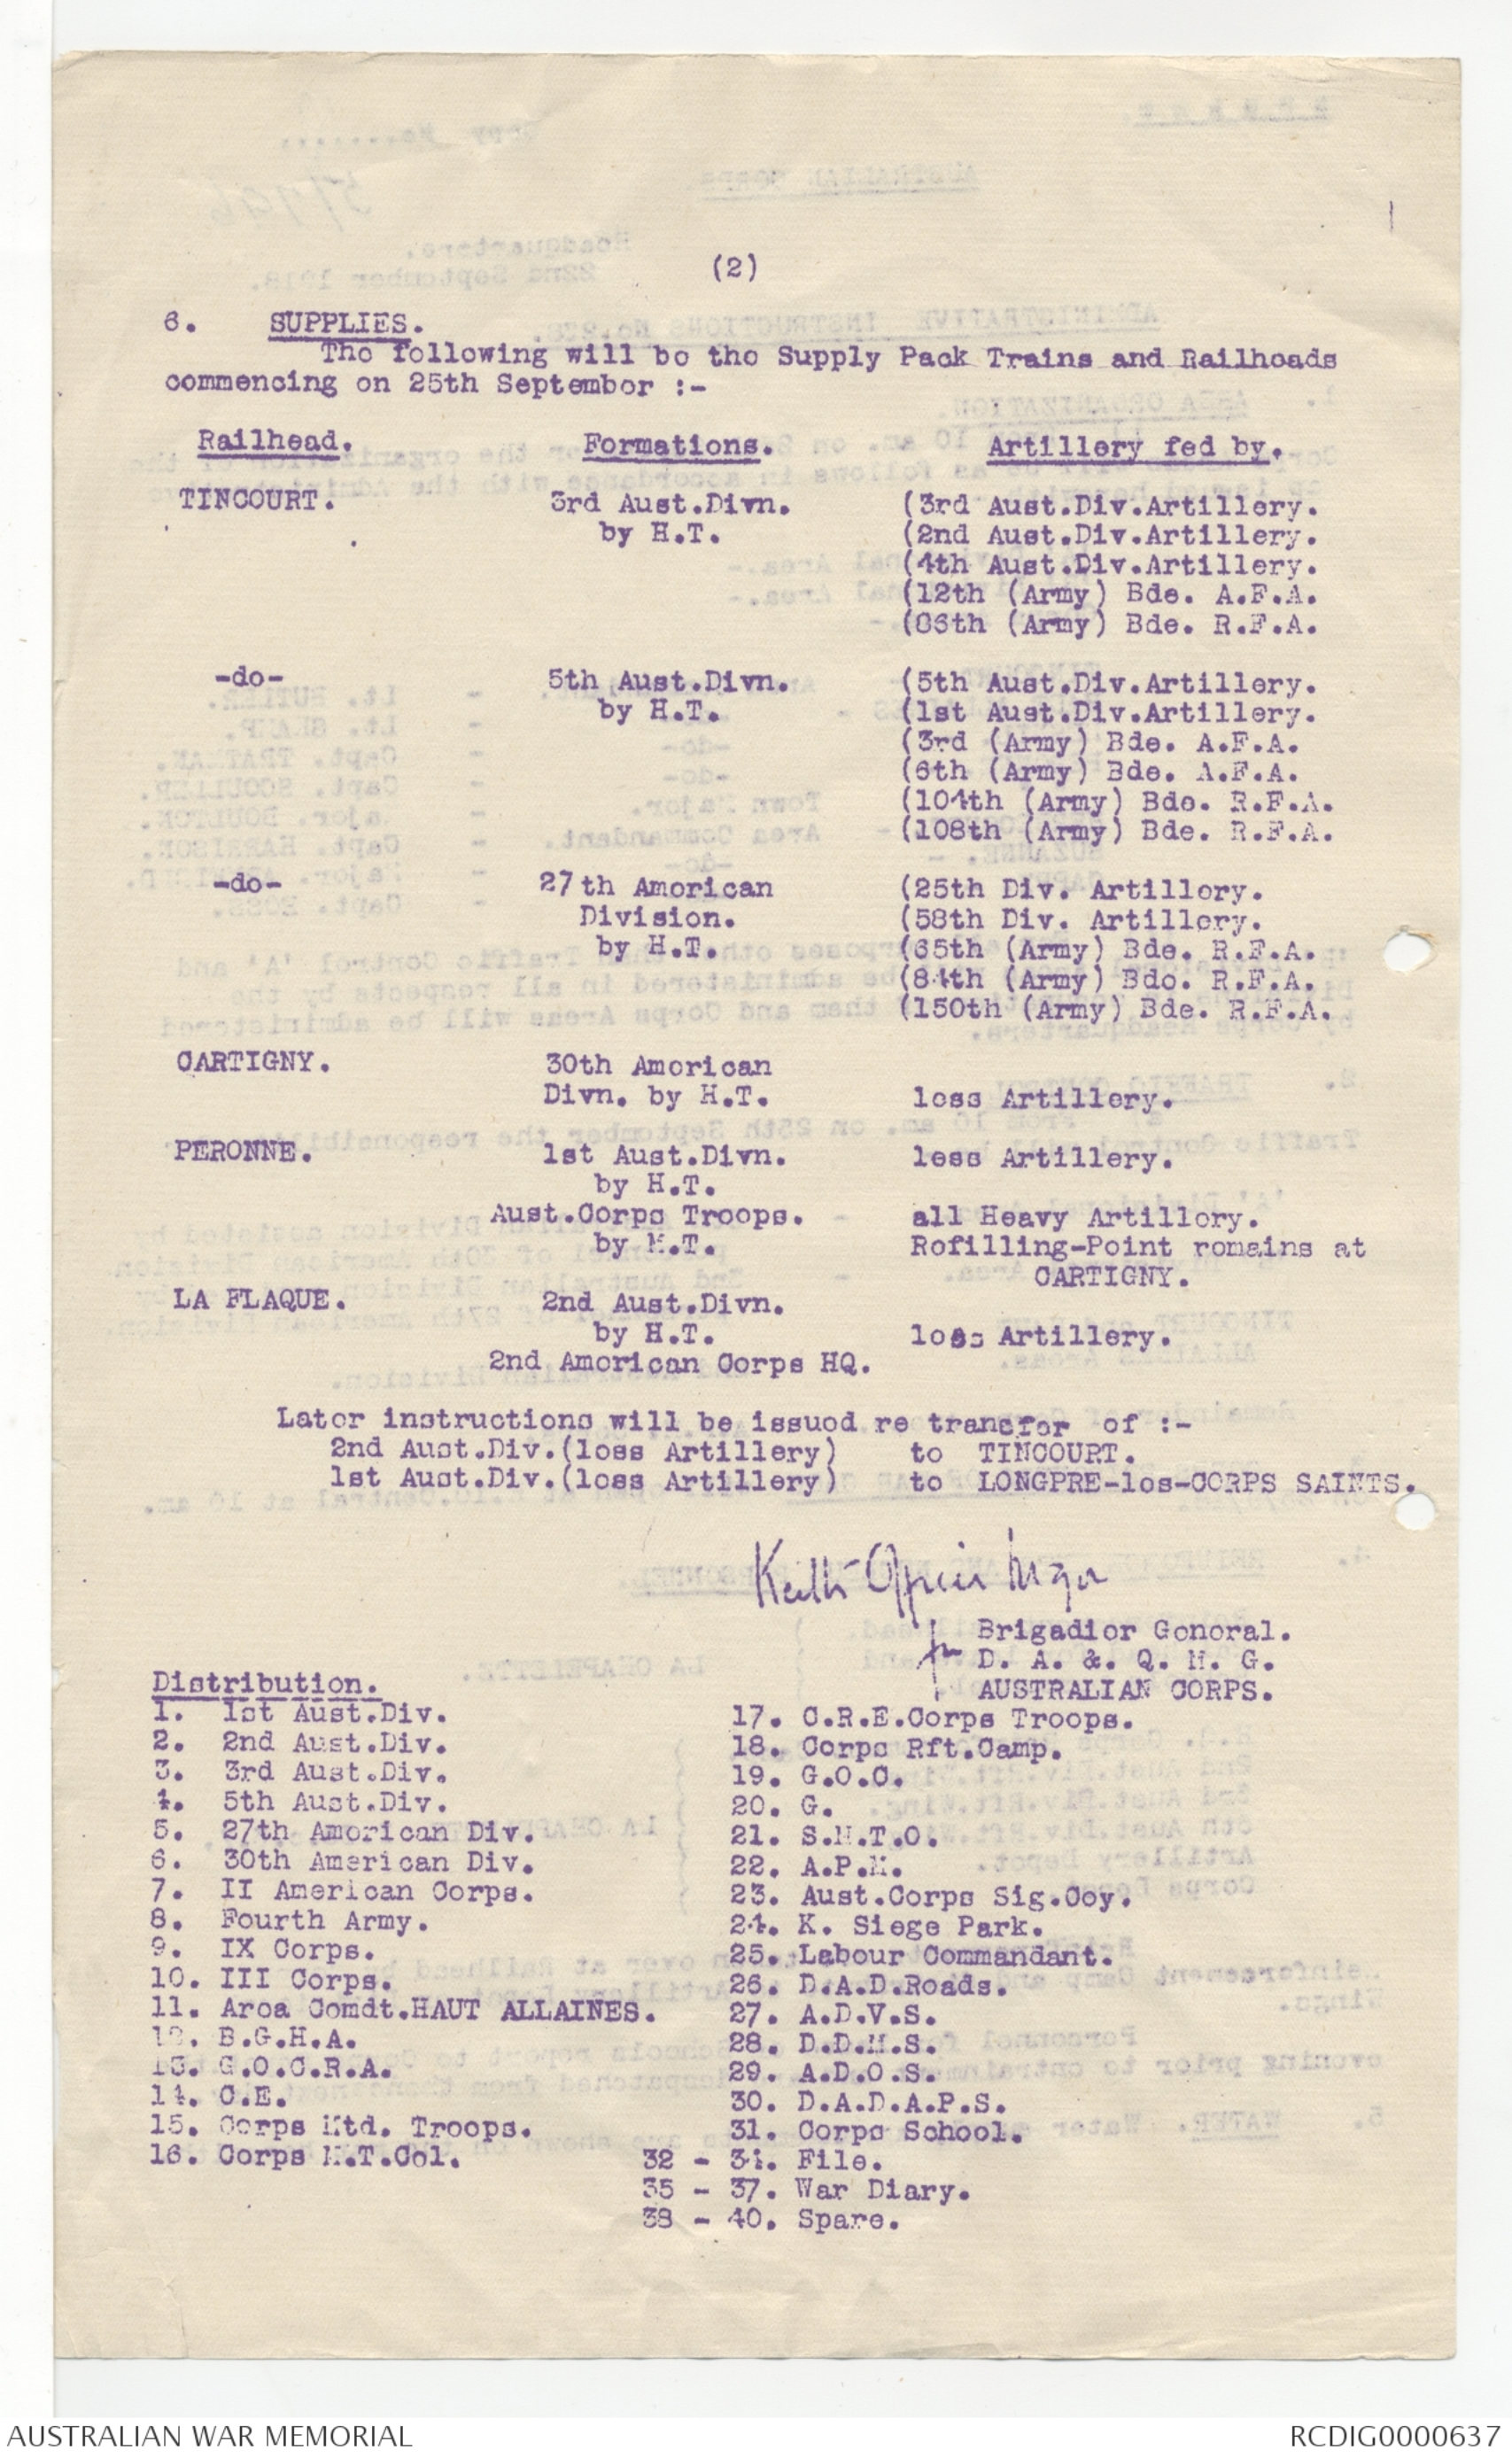 (2)
6. SUPPLIES.
The following will be the Supply Pack Trains and Railheads
commencing on 25th September :-
Railhead. Formations. Artillery fed by.
TINCOURT. 3rd Aust.Divn. (3rd Aust.Div.Artillery.
by H.T. (2nd Aust.Div.Artillery.
(4th Aust.Div.Artillery.
(12th (Army) Bde. A.F.A.
(86th (Army) Bde. R.F.A.
-do- 5th Aust.Divn. (5th Aust.Div.Artillery.
by H.T. (1st Aust.Div.Artillery.
(3rd (Army) Bde. A.F.A.
(6th (Army) Bde. A.F.A.
(104th (Army) Bde. R.F.A.
(108th (Army) Bde. R.F.A.
-do- 27th American (25th Div. Artillery.
Division. (58th Div. Artillery.
by H.T. (65th (Army) Bde. R.F.A.
(84th (Army) Bde. R.F.A.
(150th (Army) Bde. R.F.A.
CARTIGNY. 30th American
Divn. by H.T. less Artillery.
PERONNE. 1st Aust.Divn. less Artillery.
by H.T.
Aust.Corps Troops. all Heavy Artillery.
by M.T. Refilling-Point remains at
CARTIGNY.
LA FLAQUE. 2nd Aust.Divn.
by H.T. less Artillery.
2nd American Corps HQ.
Later instructions will be issued re transfer of :-
2nd Aust.Div.(less Artillery) to TINCOURT.
1st Aust.Div.(less Artillery) to LONGPRE-les-CORPS SAINTS.
Keith Officer Major
for Brigadier General.
D. A. &. Q. M. G.
AUSTRALIAN CORPS.
Distribution.
1. 1st Aust.Div.
2. 2nd Aust.Div.
3. 3rd Aust.Div.
4. 5th Aust.Div.
5. 27th American Div.
6. 30th American Div.
7. II American Corps.
8. Fourth Army.
9. IX Corps.
10. III Corps.
11. Area Comdt.HAUT ALLAINES.
12. B.G.H.A.
13. G.O.C.R.A.
14. C.E.
15. Corps Mtd. Troops.
16. Corps M.T.Col.
17. C.R.E.Corps Troops.
18. Corps Rft.Camp.
19. G.O.C.
20. G.
21. S.M.T.O.
22. A.P.M.
23. Aust.Corps Sig.Coy.
24. K. Siege Park.
25. Labour Commandant.
26. D.A.D.Roads.
27. A.D.V.S.
28. D.D.M.S.
29. A.D.O.S.
30. D.A.D.A.P.S.
31. Corps School.
32 - 34. File.
35 - 37. War Diary.
38 - 40. Spare.
AUSTRALIAN WAR MEMORIAL RCDIG0000637